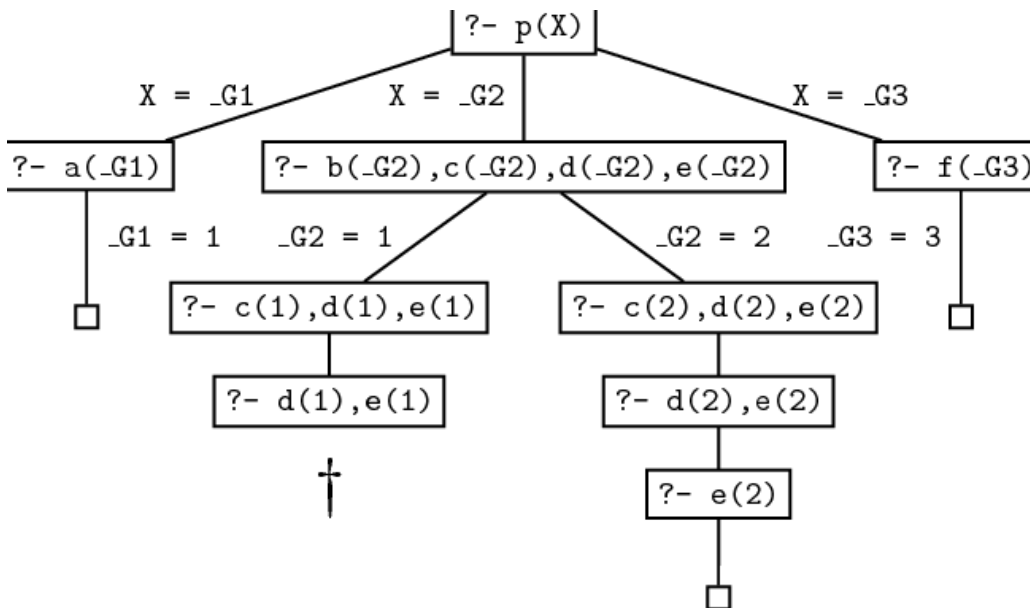 ?- p(X)
X = _G1 X = _G2 X = _G3
?- a(_G1) ?- b(_G2),c(_G2),d(_G2),e(_G2) ?- f(_G3)
_G1 = 1 _G2 = 1 _G2 = 2 _G3 = 3
?- c(1),d(1),e(1) ?- c(2),d(2),e(2)
?- d(1),e(1) ?- d(2),e(2)
†
?- e(2)